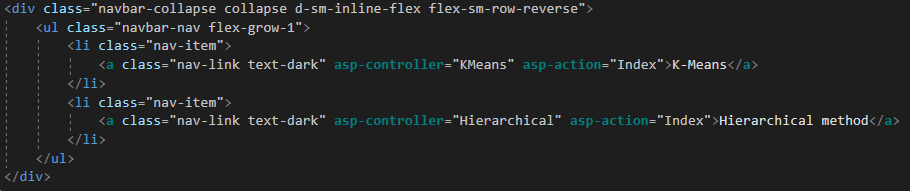 <div class="navbar-collapse collapse d-sm-inline-flex flex-sm-row-reverse">
<ul class="navbar-nav flex-grow-1">
<li class="nav-item">
<a class="nav-link text-dark" asp-controller="KMeans" asp-action="Index">K-Means</a>
</li>
<li class="nav-item">
<a class="nav-link text-dark" asp-controller="Hierarchical" asp-action="Index">Hierarchical method</a>
</li>
</ul>
</div>